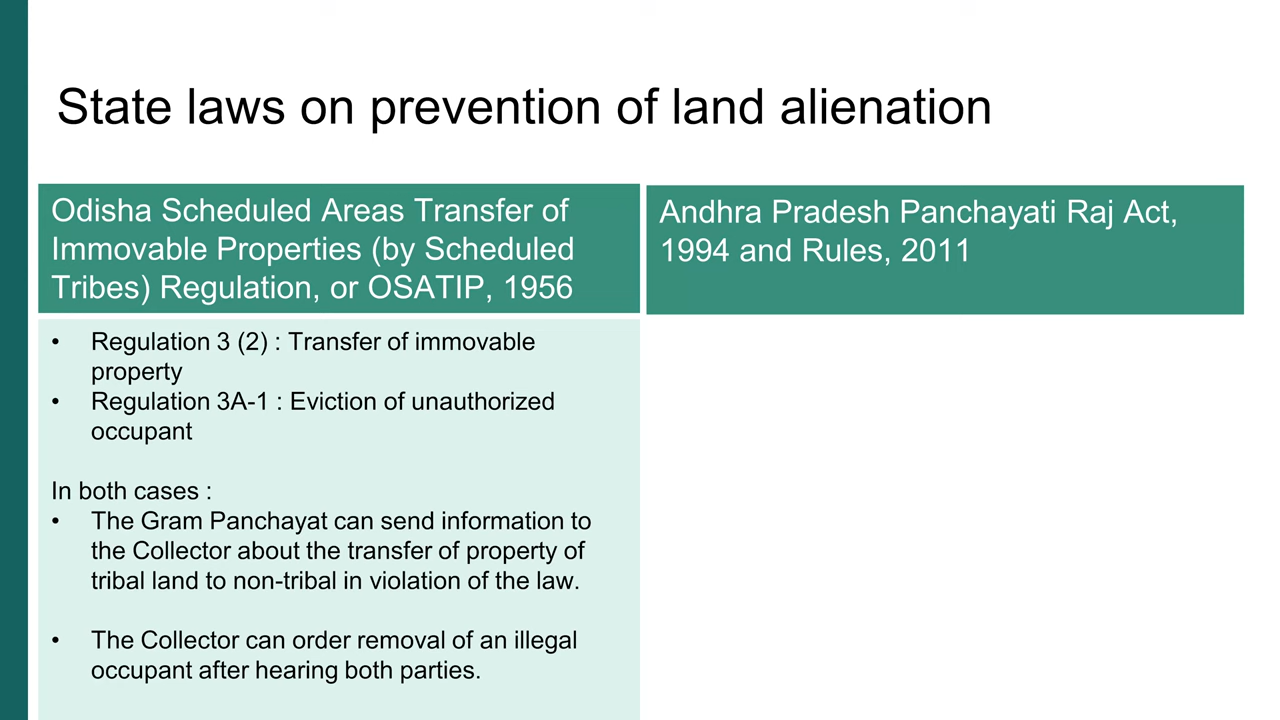 State laws on prevention of land alienation
Odisha Scheduled Areas Transfer of
Immovable Properties (by Scheduled
Tribes) Regulation, or OSATIP, 1956
Andhra Pradesh Panchayati Raj Act,
1994 and Rules, 2011
• Regulation 3 (2) : Transfer of immovable
property
• Regulation 3A-1 : Eviction of unauthorized
occupant
In both cases :
• The Gram Panchayat can send information to
the Collector about the transfer of property of
tribal land to non-tribal in violation of the law.
• The Collector can order removal of an illegal
occupant after hearing both parties.